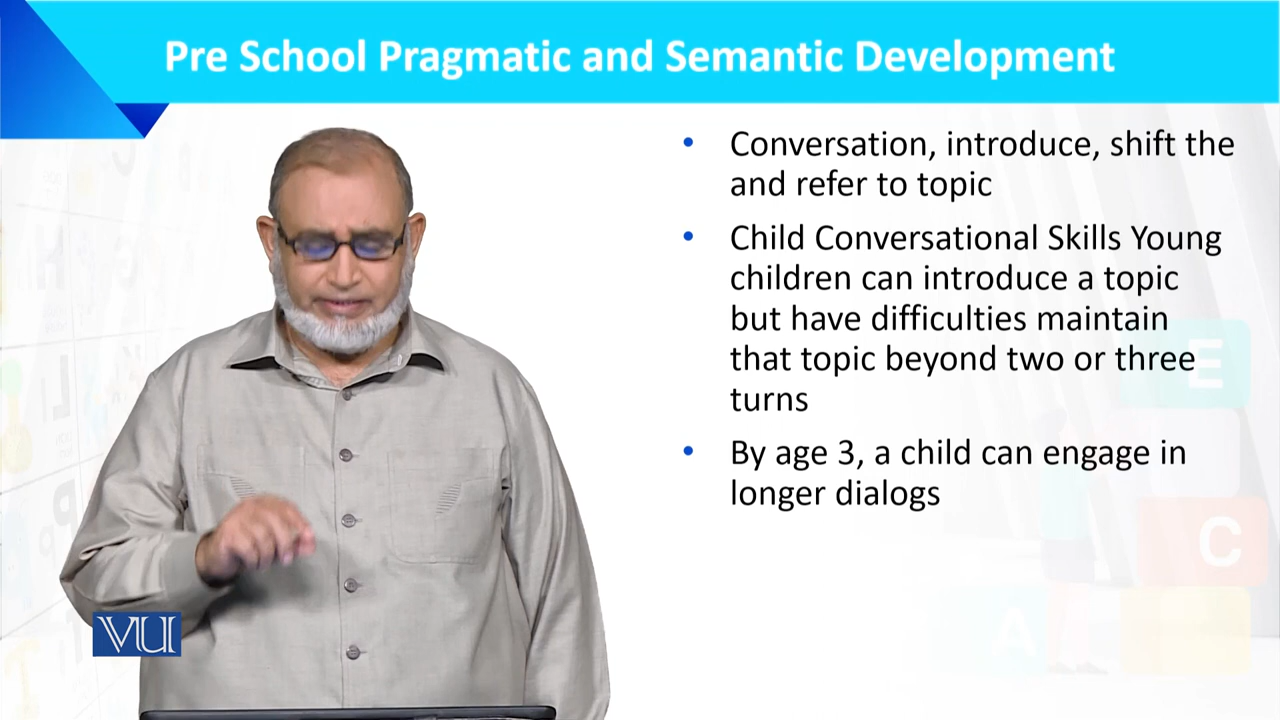 Pre School Pragmatic and Semantic Development
• Conversation, introduce, shift the
and refer to topic
• Child Conversational Skills Young
children can introduce a topic
but have difficulties maintain
that topic beyond two or three
turns
• By age 3, a child can engage in
longer dialogs
VU
E
C
A